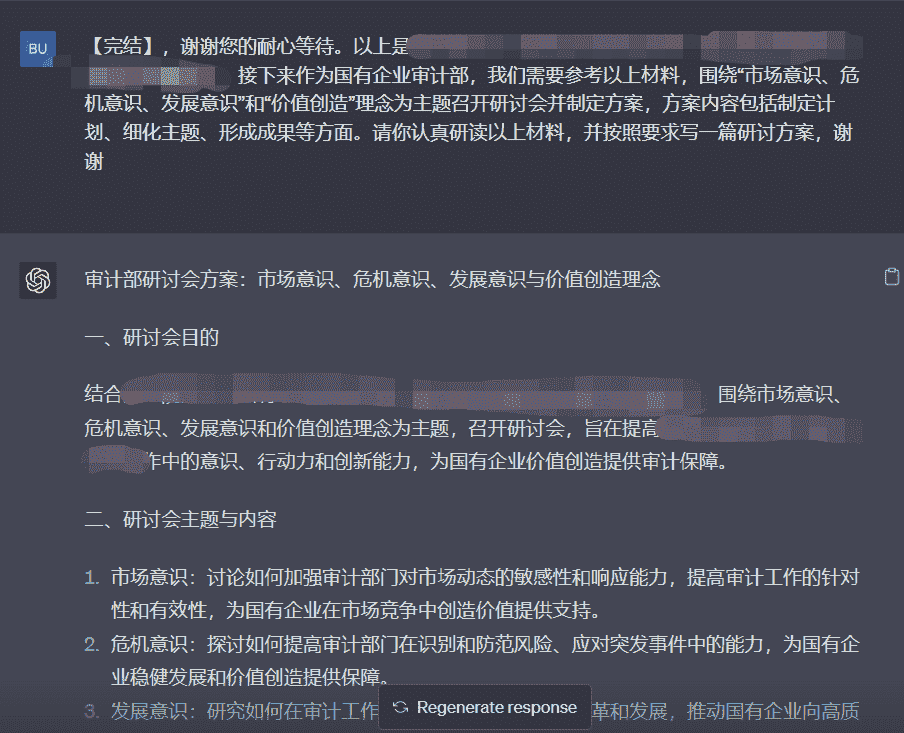 BU
【完结】，谢谢您的耐心等待。以上是
接下来作为国有企业审计部，我们需要参考以上材料，围绕“市场意识、危
机意识、发展意识”和“价值创造”理念为主题召开研讨会并制定方案，方案内容包括制定计
划、细化主题、形成成果等方面。请你认真研读以上材料，并按照要求写一篇研讨方案，谢
谢
审计部研讨会方案：市场意识、危机意识、发展意识与价值创造理念
一、研讨会目的
结合 围绕市场意识、
危机意识、发展意识和价值创造理念为主题，召开研讨会，旨在提高
作中的意识、行动力和创新能力，为国有企业价值创造提供审计保障。
二、研讨会主题与内容
1. 市场意识：讨论如何加强审计部门对市场动态的敏感性和响应能力，提高审计工作的针对
性和有效性，为国有企业在市场竞争中创造价值提供支持。
2. 危机意识：探讨如何提高审计部门在识别和防范风险、应对突发事件中的能力，为国有企
业稳健发展和价值创造提供保障。
3. 发展意识：研究如何在审计工作 革和发展，推动国有企业向高质
Regenerate response